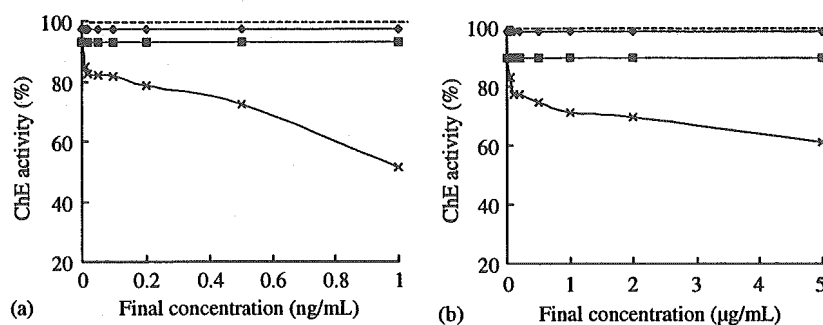 100
80
60
40
20
ChE activity (%)
0 0.2 0.4 0.6 0.8 1
(a) Final concentration (ng/mL)
100
80
60
40
20
ChE activity (%)
0 1 2 3 4 5
(b) Final concentration (μg/mL)